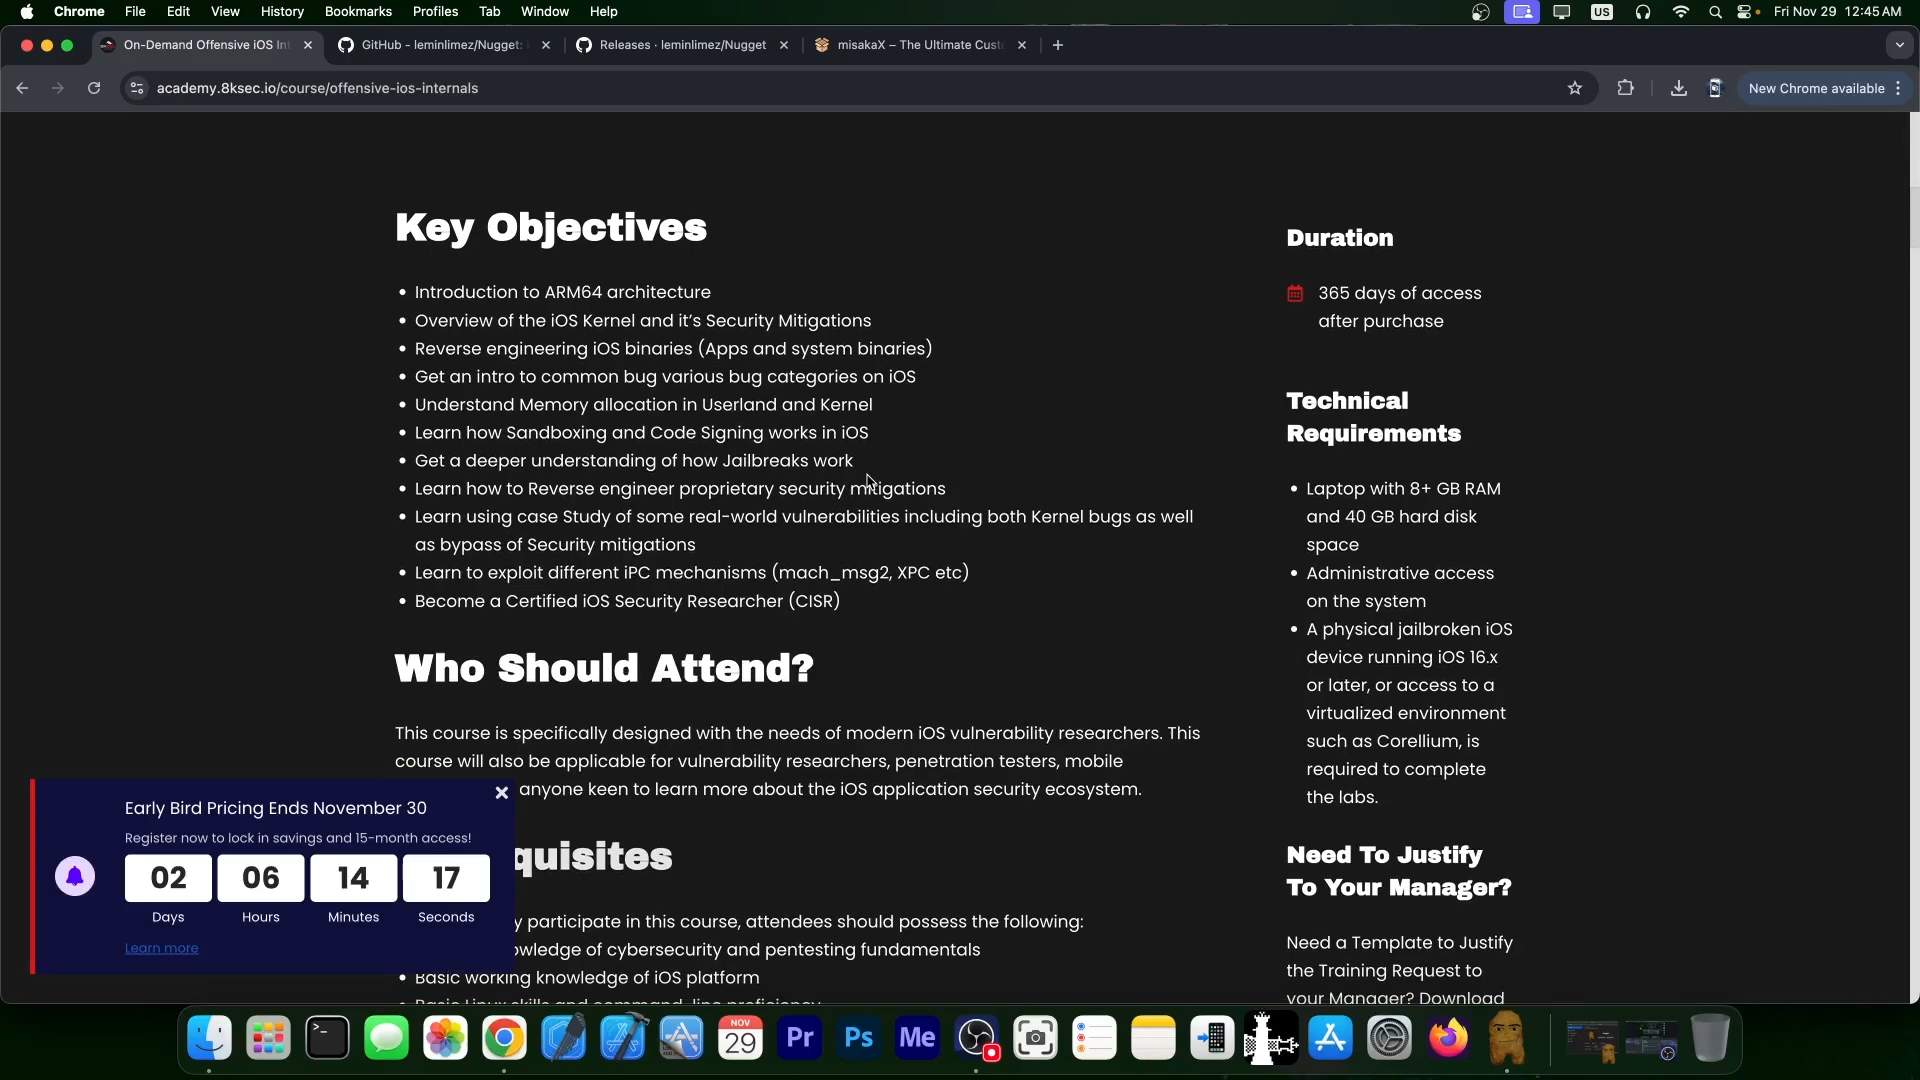 Chrome File Edit View History Bookmarks Profiles Tab Window Help US Fri Nov 29 12:45 AM
On-Demand Offensive iOS Int GitHub - leminlimez/Nugget: Releases · leminlimez/Nugget misakaX – The Ultimate Cust
academy.8ksec.io/course/offensive-ios-internals New Chrome available
Key Objectives
• Introduction to ARM64 architecture
• Overview of the iOS Kernel and it’s Security Mitigations
• Reverse engineering iOS binaries (Apps and system binaries)
• Get an intro to common bug various bug categories on iOS
• Understand Memory allocation in Userland and Kernel
• Learn how Sandboxing and Code Signing works in iOS
• Get a deeper understanding of how Jailbreaks work
• Learn how to Reverse engineer proprietary security mitigations
• Learn using case Study of some real-world vulnerabilities including both Kernel bugs as well
as bypass of Security mitigations
• Learn to exploit different iPC mechanisms (mach_msg2, XPC etc)
• Become a Certified iOS Security Researcher (CISR)
Who Should Attend?
This course is specifically designed with the needs of modern iOS vulnerability researchers. This
course will also be applicable for vulnerability researchers, penetration testers, mobile
anyone keen to learn more about the iOS application security ecosystem.
quisites
y participate in this course, attendees should possess the following:
owledge of cybersecurity and pentesting fundamentals
• Basic working knowledge of iOS platform
• Basic Linux skills and command-line proficiency
Duration
365 days of access
after purchase
Technical
Requirements
• Laptop with 8+ GB RAM
and 40 GB hard disk
space
• Administrative access
on the system
• A physical jailbroken iOS
device running iOS 16.x
or later, or access to a
virtualized environment
such as Corellium, is
required to complete
the labs.
Need To Justify
To Your Manager?
Need a Template to Justify
the Training Request to
your Manager? Download
Early Bird Pricing Ends November 30
Register now to lock in savings and 15-month access!
02 06 14 17
Days Hours Minutes Seconds
Learn more
NOV
29
Pr Ps Me